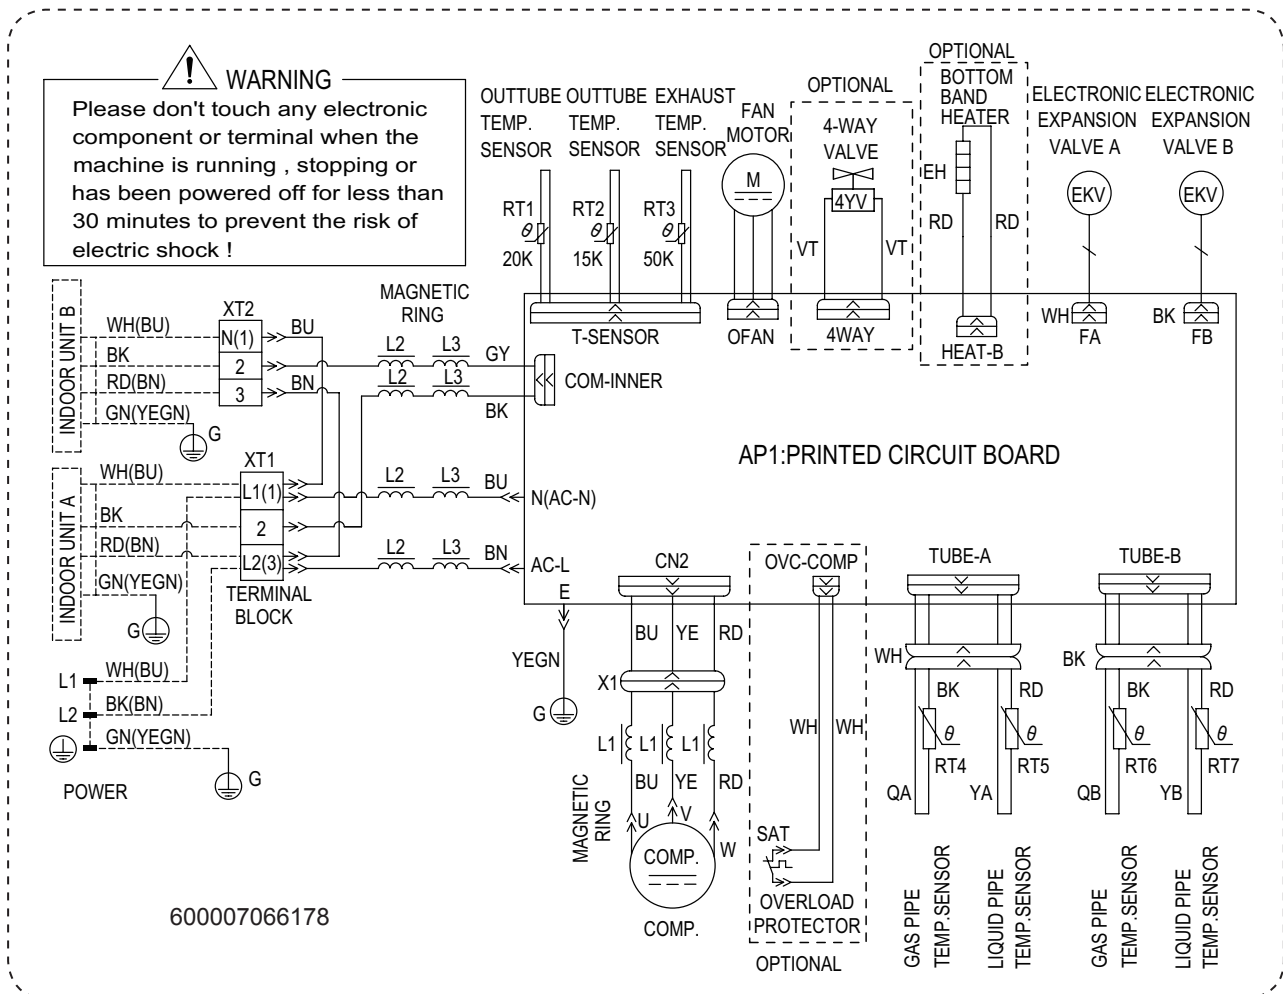 WARNING
Please don't touch any electronic
component or terminal when the
machine is running , stopping or
has been powered off for less than
30 minutes to prevent the risk of
electric shock !
OUTTUBE
TEMP.
SENSOR
OUTTUBE
TEMP.
SENSOR
EXHAUST
TEMP.
SENSOR
FAN
MOTOR
OPTIONAL
4-WAY
VALVE
OPTIONAL
BOTTOM
BAND
HEATER
ELECTRONIC
EXPANSION
VALVE A
ELECTRONIC
EXPANSION
VALVE B
RT1
θ
20K
RT2
θ
15K
RT3
θ
50K
M
4YV
VT
VT
EH
RD
RD
EKV
EKV
T-SENSOR
OFAN
4WAY
HEAT-B
WH
FA
BK
FB
INDOOR UNIT B
WH(BU)
BK
RD(BN)
GN(YEGN)
G
XT2
N(1)
2
3
BU
BN
MAGNETIC
RING
L2
L3
GY
L2
L3
BK
COM-INNER
AP1:PRINTED CIRCUIT BOARD
INDOOR UNIT A
WH(BU)
BK
RD(BN)
GN(YEGN)
G
XT1
L1(1)
2
L2(3)
TERMINAL
BLOCK
L2
L3
BU
N(AC-N)
L2
L3
BN
AC-L
E
YEGN
G
L1
WH(BU)
L2
BK(BN)
GN(YEGN)
G
POWER
CN2
BU
YE
RD
X1
L1
L1
L1
BU
YE
RD
MAGNETIC
RING
U
V
W
COMP.
COMP.
OVC-COMP
WH
WH
SAT
OVERLOAD
PROTECTOR
OPTIONAL
TUBE-A
WH
BK
RD
θ
θ
RT4
RT5
QA
YA
GAS PIPE
TEMP.SENSOR
LIQUID PIPE
TEMP.SENSOR
TUBE-B
BK
BK
RD
θ
θ
RT6
RT7
QB
YB
GAS PIPE
TEMP.SENSOR
LIQUID PIPE
TEMP.SENSOR
600007066178